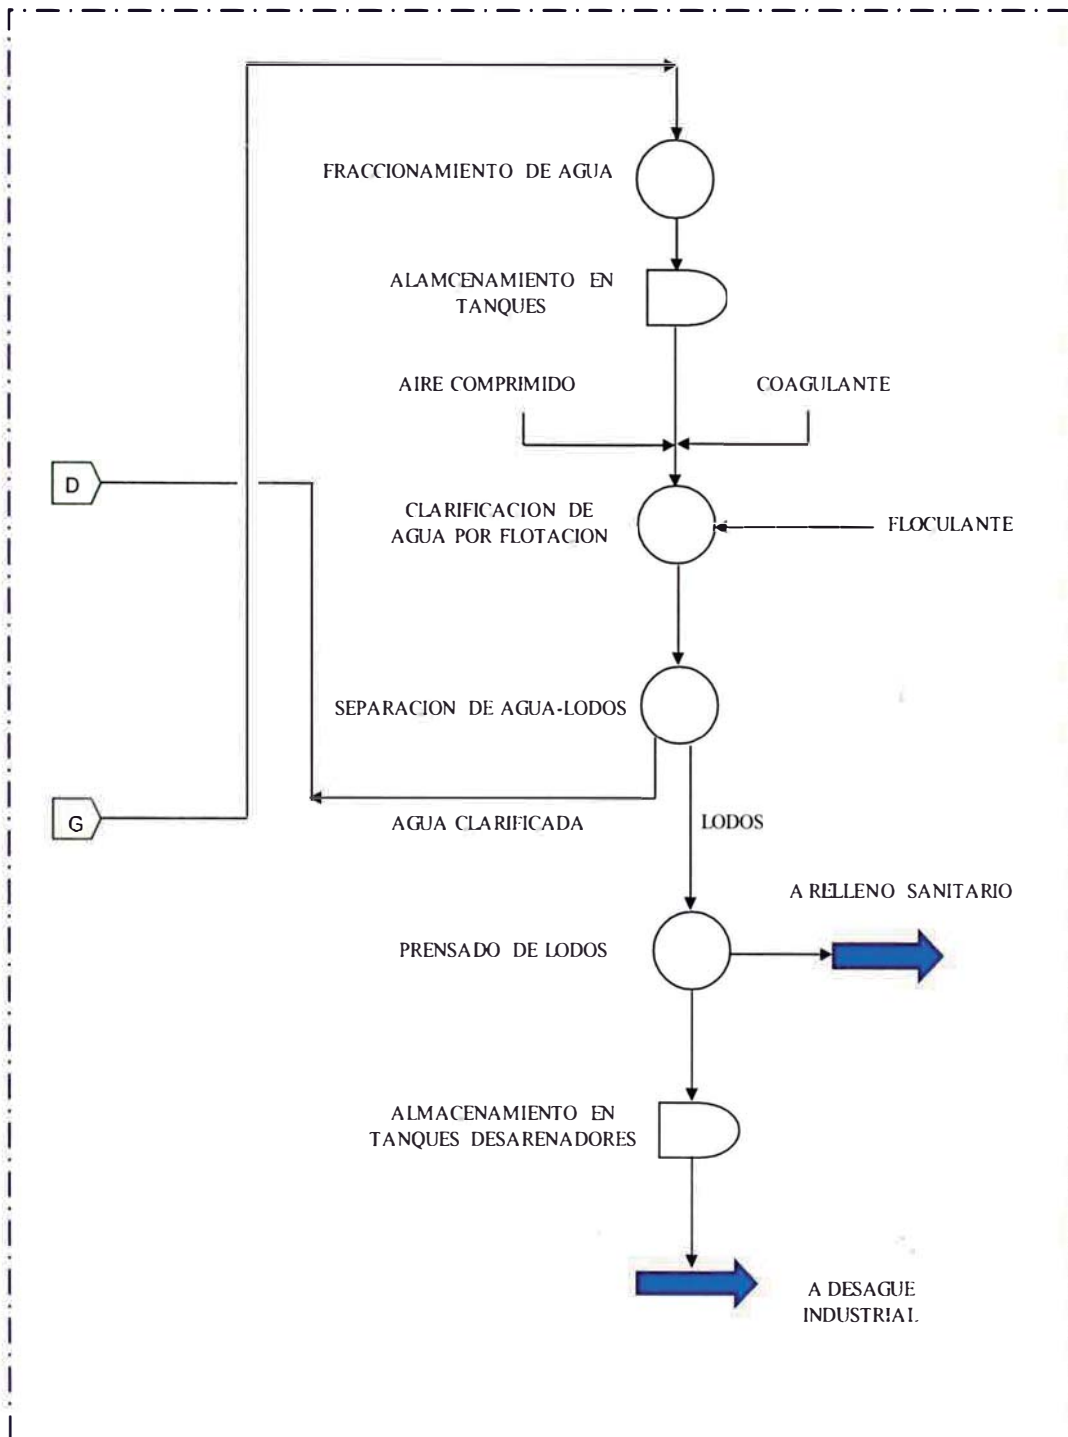 FRACCIONAMIENTO DE AGUA
ALAMCENAMIENTO EN
TANQUES
AIRE COMPRIMIDO
COAGULANTE
D
CLARIFICACION DE
AGUA POR FLOTACION
FLOCULANTE
SEPARACION DE AGUA-LODOS
G
AGUA CLARIFICADA
LODOS
A RELLENO SANITARIO
PRENSADO DE LODOS
ALMACENAMIENTO EN
TANQUES DESARENADORES
A DESAGUE
INDUSTRIAL